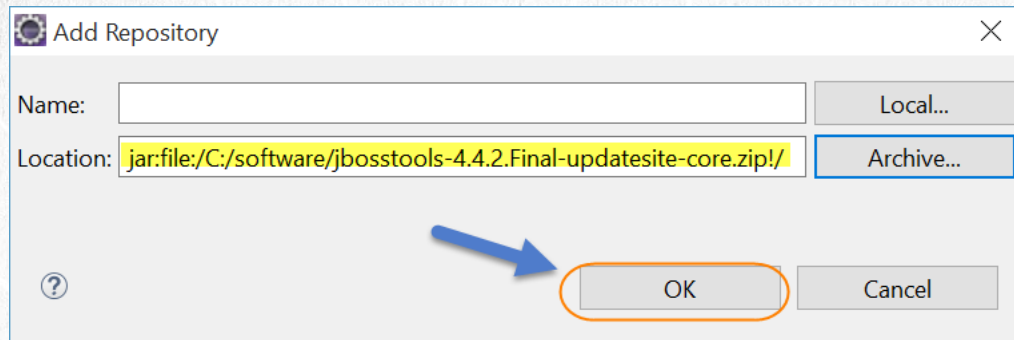 Add Repository
Name:
Local...
Location: jar:file:/C:/software/jbosstools-4.4.2.Final-updatesite-core.zip!/ Archive...
?
OK
Cancel